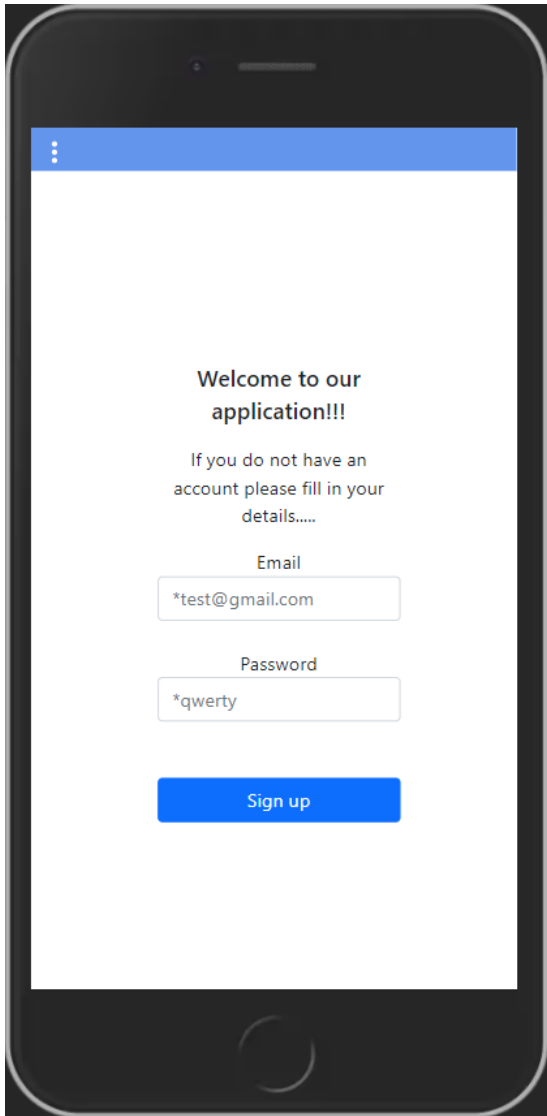 Welcome to our
application!!!
If you do not have an
account please fill in your
details.....
Email
*test@gmail.com
Password
*qwerty
Sign up